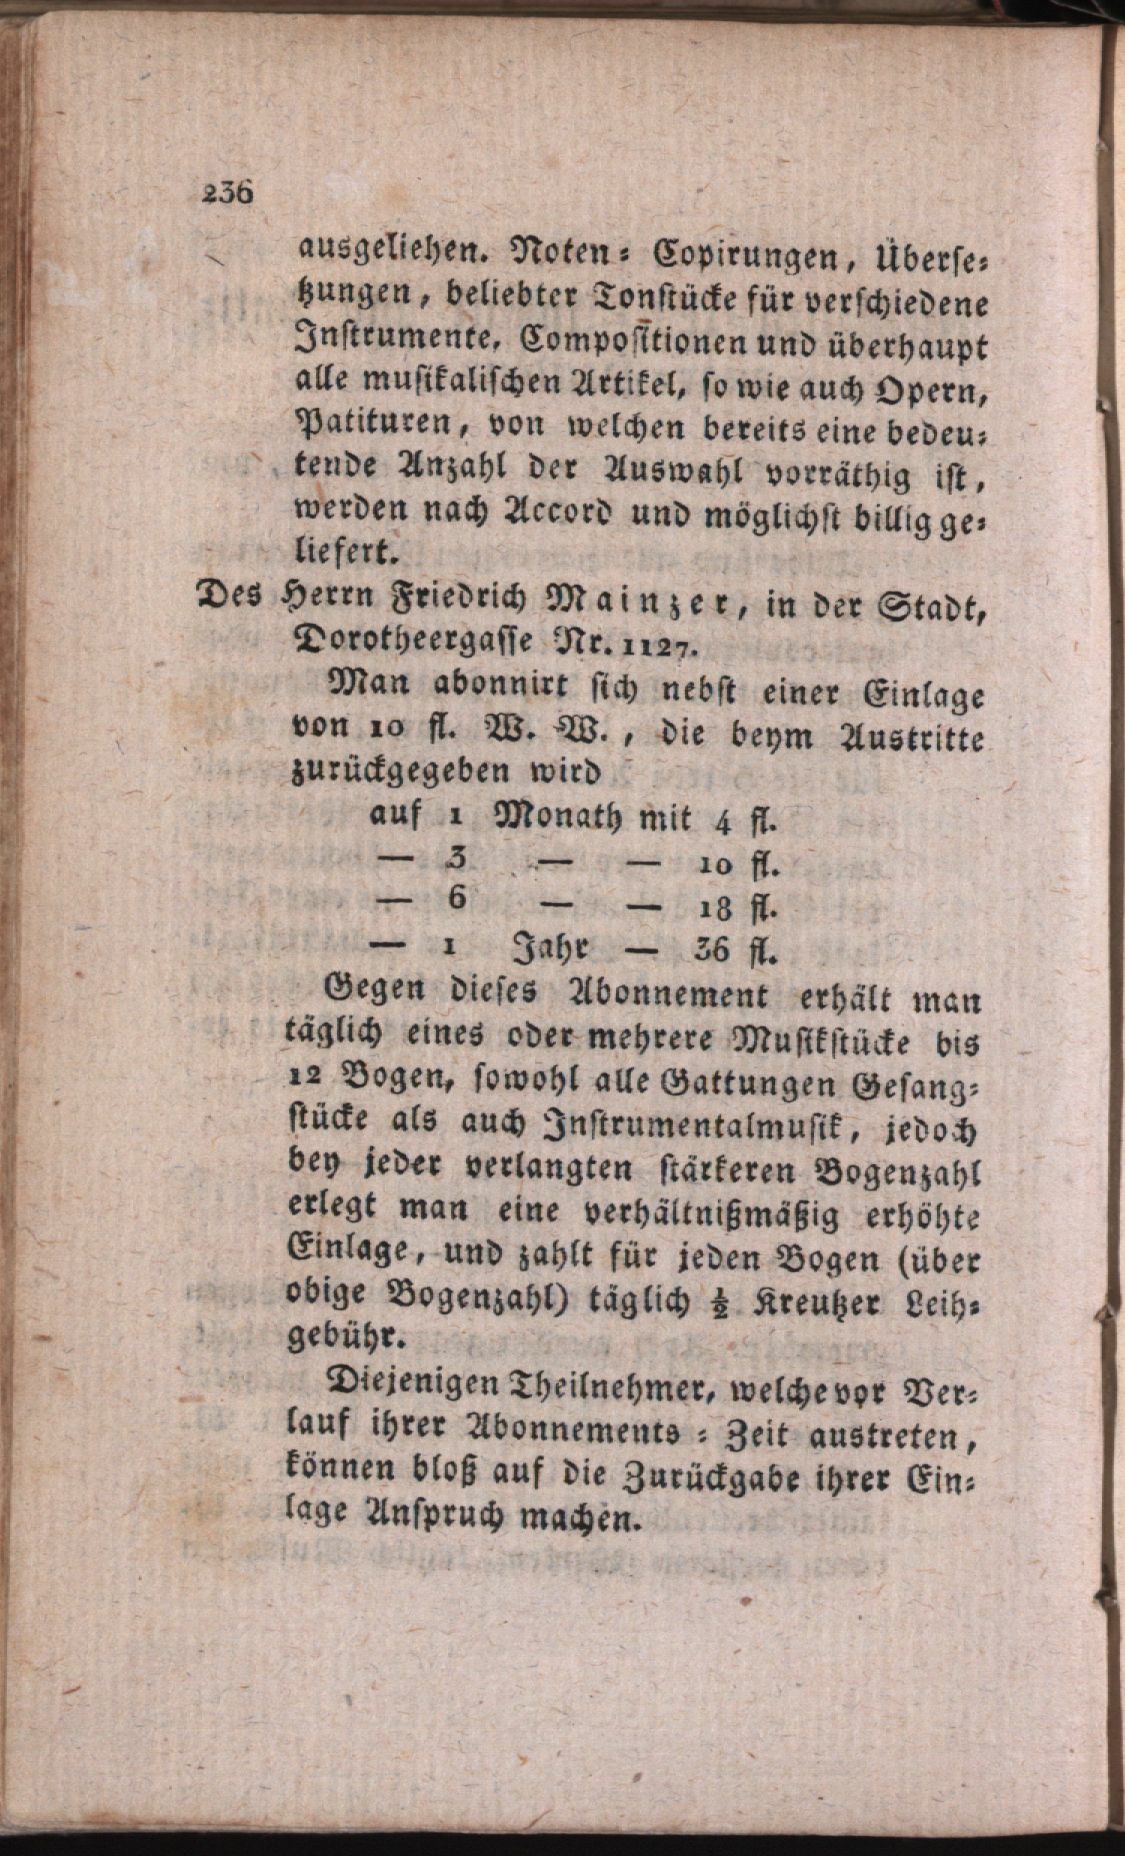 236
ausgeliehen. Noten- Copirungen, Überse-
tzungen, beliebter Tonstücke für verschiedene
Instrumente, Compositionen und überhaupt
alle musikalischen Artikel, so wie auch Opern,
Patituren, von welchen bereits eine bedeu-
tende Anzahl der Auswahl vorräthig ist,
werden nach Accord und möglichst billig ge-
liefert.
Des Herrn Friedrich Mainzer, in der Stadt,
Dorotheergasse Nr. 1127.
Man abonnirt sich nebst einer Einlage
von 10 fl. W. W., die beym Austritte
zurückgegeben wird
auf 1 Monath mit 4 fl.
— 3 — — 10 fl.
— 6 — — 18 fl.
— 1 Jahr — 36 fl.
Gegen dieses Abonnement erhält man
täglich eines oder mehrere Musikstücke bis
12 Bogen, sowohl alle Gattungen Gesang-
stücke als auch Instrumentalmusik, jedoch
bey jeder verlangten stärkeren Bogenzahl
erlegt man eine verhältnißmäßig erhöhte
Einlage, und zahlt für jeden Bogen (über
obige Bogenzahl) täglich ½ Kreutzer Leih-
gebühr.
Diejenigen Theilnehmer, welche vor Ver-
lauf ihrer Abonnements - Zeit austreten,
können bloß auf die Zurückgabe ihrer Ein-
lage Anspruch machen.